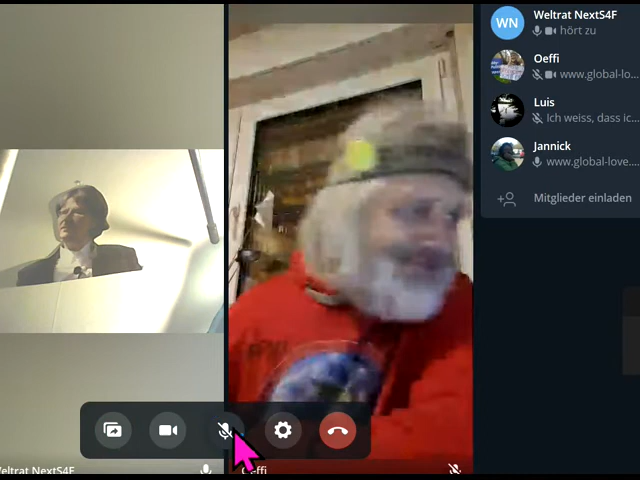 WN
Weltrat NextS4F
hört zu
Oeffi
www.global-lo...
Luis
Ich weiss, dass ic...
Jannick
www.global-love....
Mitglieder einladen
Weltrat NextS4F
Oeffi